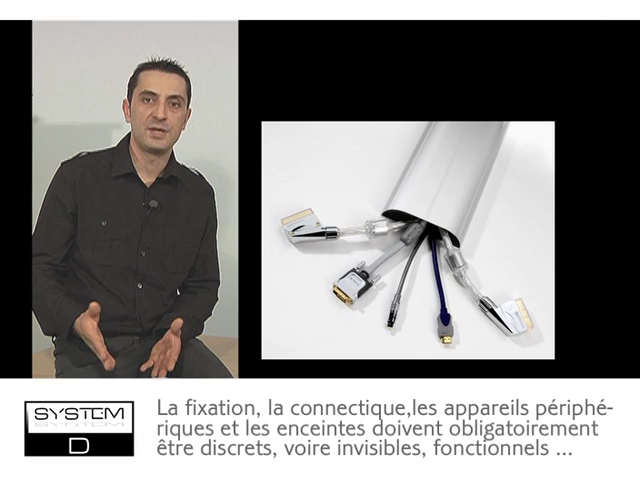 SYSTEM
D
La fixation, la connectique,les appareils périphé-
riques et les enceintes doivent obligatoirement
être discrets, voire invisibles, fonctionnels ...